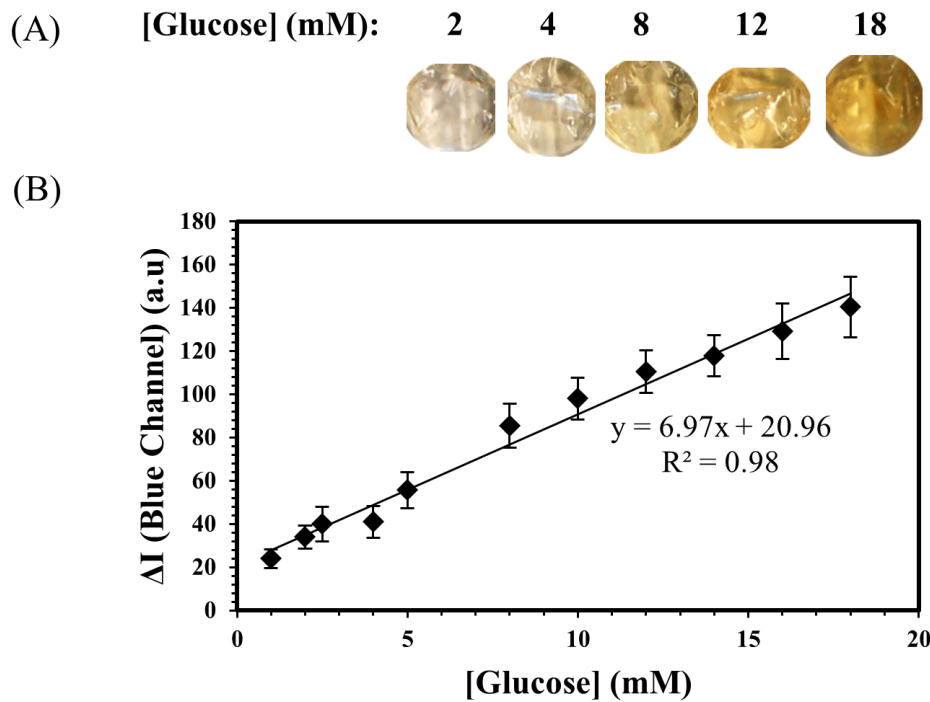 (A)
[Glucose] (mM): 2 4 8 12 18
(B)
180
160
140
120
100
80
60
40
20
0
ΔI (Blue Channel) (a.u)
y = 6.97x + 20.96
R² = 0.98
0 5 10 15 20
[Glucose] (mM)